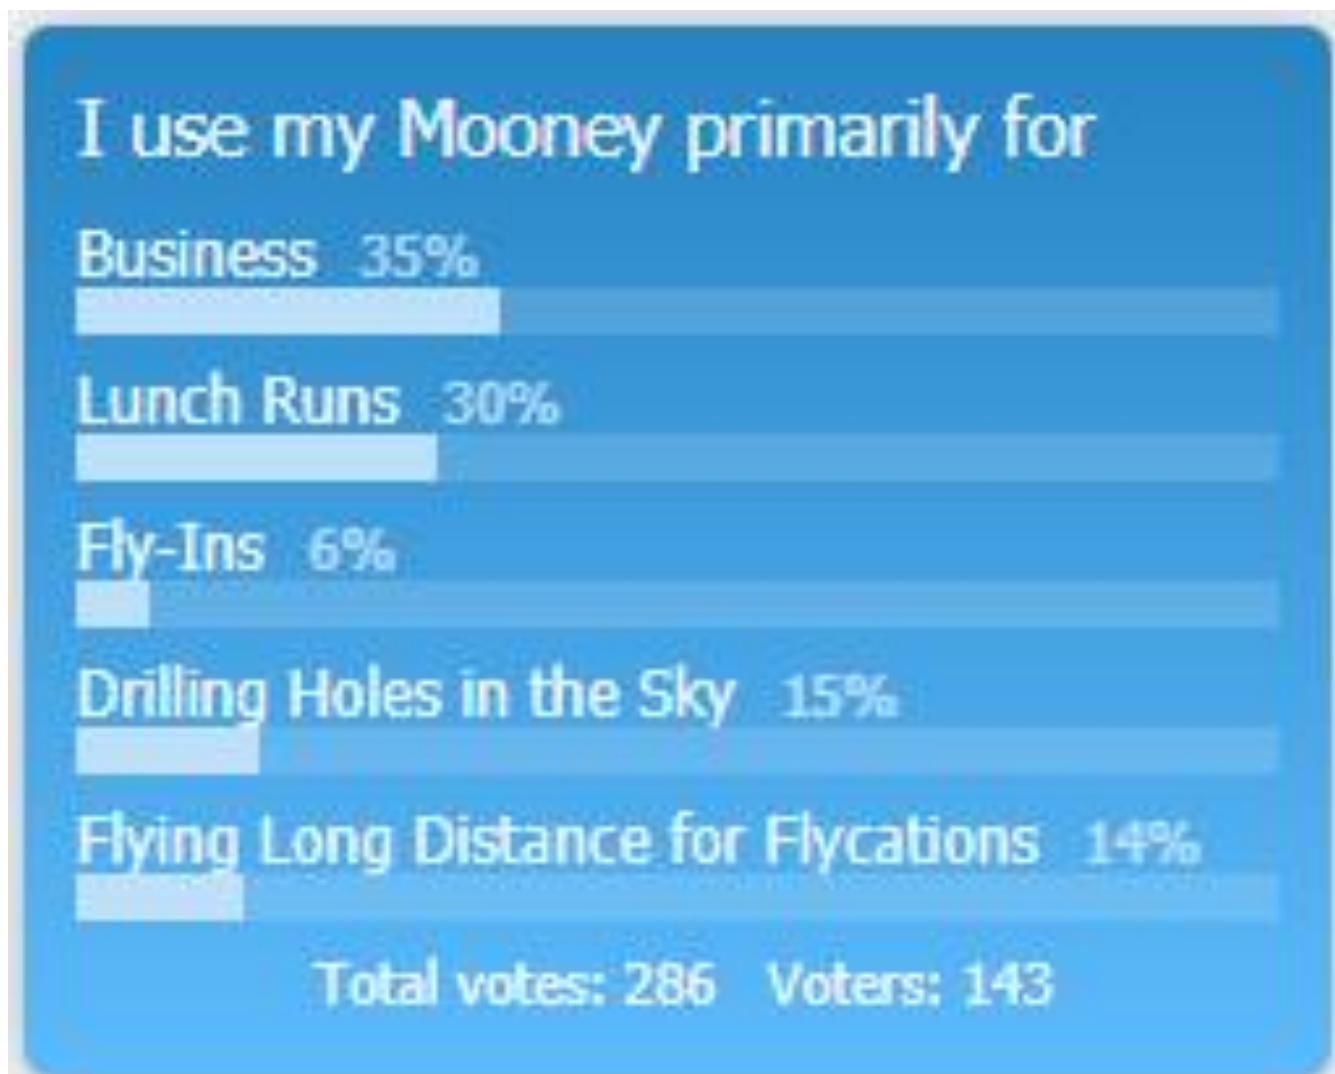 I use my Mooney primarily for
Business 35%
Lunch Runs 30%
Fly-Ins 6%
Drilling Holes in the Sky 15%
Flying Long Distance for Flycations 14%
Total votes: 286 Voters: 143